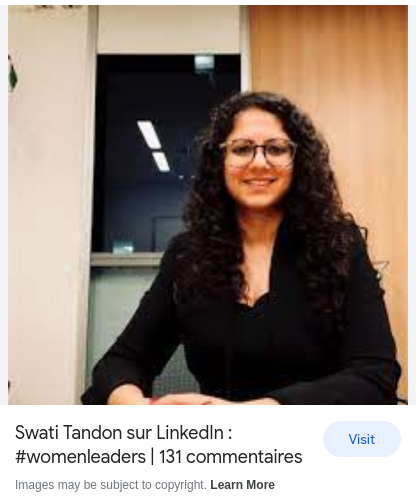 Swati Tandon sur LinkedIn :
#womenleaders | 131 commentaires
Visit
Images may be subject to copyright. Learn More